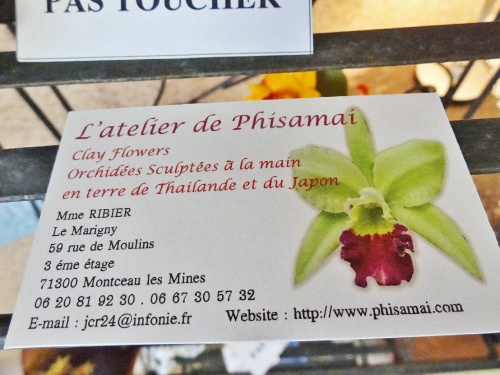 PAS TOUCHER
L'atelier de Phisamai
Clay Flowers
Orchidées Sculptées à la main
en terre de Thailande et du Japon
Mme RIBIER
Le Marigny
59 rue de Moulins
3 éme étage
71300 Montceau les Mines
06 20 81 92 30 . 06 67 30 57 32
E-mail : jcr24@infonie.fr Website : http://www.phisamai.com